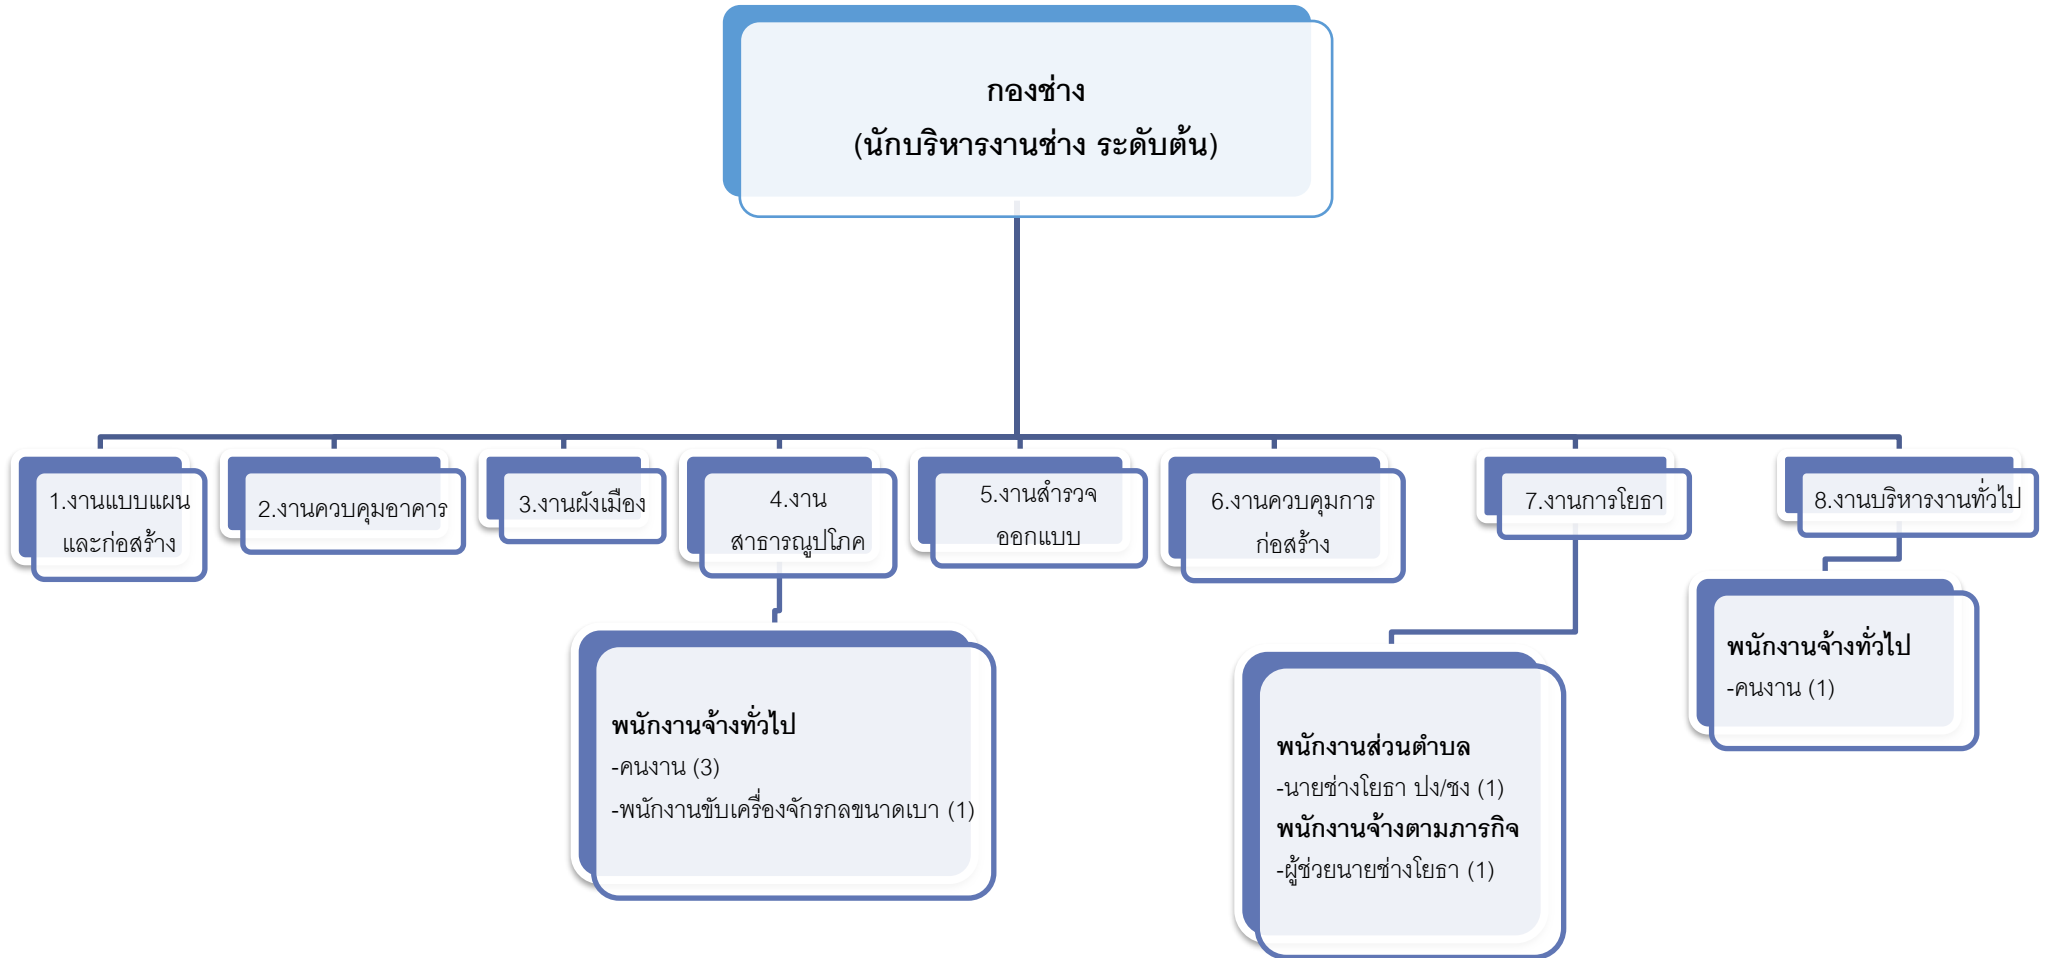 กองช่าง
(นักบริหารงานช่าง ระดับต้น)
1.งานแบบแผน
และก่อสร้าง
2.งานควบคุมอาคาร
3.งานผังเมือง
4.งาน
สาธารณูปโภค
5.งานสำรวจ
ออกแบบ
6.งานควบคุมการ
ก่อสร้าง
7.งานการโยธา
8.งานบริหารงานทั่วไป
พนักงานจ้างทั่วไป
-คนงาน (3)
-พนักงานขับเครื่องจักรกลขนาดเบา (1)
พนักงานส่วนตำบล
-นายช่างโยธา ปง/ชง (1)
พนักงานจ้างตามภารกิจ
-ผู้ช่วยนายช่างโยธา (1)
พนักงานจ้างทั่วไป
-คนงาน (1)